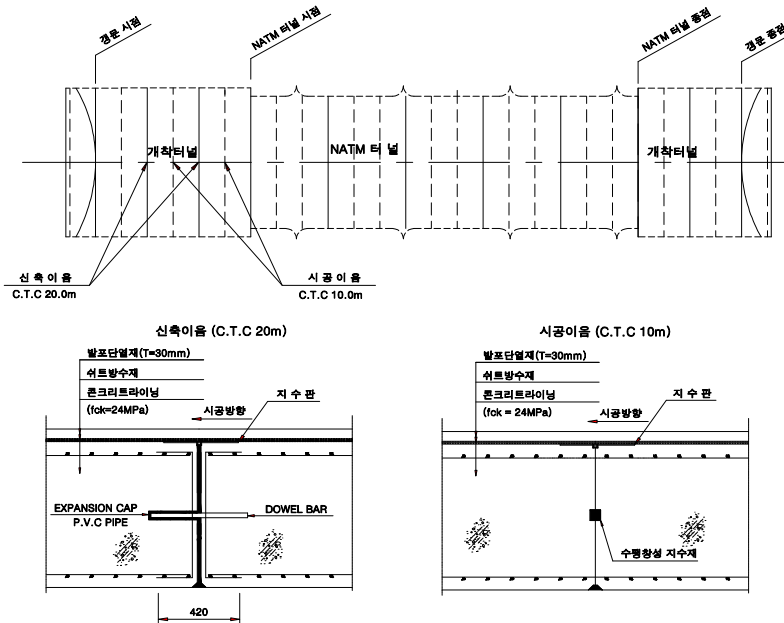 갱문 시점
NATM 터널 시점
NATM 터널 종점
갱문 종점
개착터널
NATM 터 널
개착터널
신 축 이 음
C.T.C 20.0m
시 공 이 음
C.T.C 10.0m
신축이음 (C.T.C 20m)
발포단열재(T=30mm)
쉬트방수재
콘크리트라이닝
(fck=24MPa)
시공방향
지 수 판
EXPANSION CAP
P.V.C PIPE
DOWEL BAR
420
시공이음 (C.T.C 10m)
발포단열재(T=30mm)
쉬트방수재
콘크리트라이닝
(fck = 24MPa)
시공방향
지 수 판
수팽창성 지수재